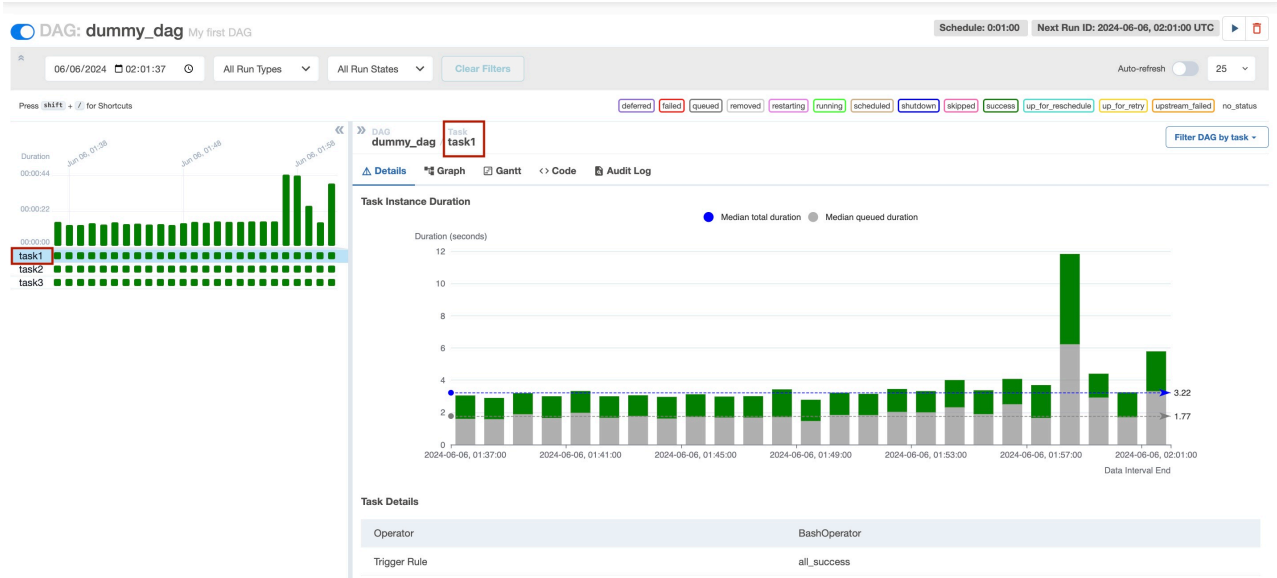 DAG: dummy_dag My first DAG
Schedule: 0:01:00 Next Run ID: 2024-06-06, 02:01:00 UTC
06/06/2024 02:01:37 All Run Types All Run States Clear Filters Auto-refresh 25
Press shift + / for Shortcuts
deferred failed queued removed restarting running scheduled shutdown skipped success up_for_reschedule up_for_retry upstream_failed no_status
Duration
Jun 06, 01:38 Jun 06, 01:48 Jun 06, 01:58
00:00:44
00:00:22
00:00:00
task1
task2
task3
DAG Task
dummy_dag / task1
Filter DAG by task
Details Graph Gantt <> Code Audit Log
Task Instance Duration
Median total duration Median queued duration
Duration (seconds)
12
10
8
6
4
3.22
2
1.77
0
2024-06-06, 01:37:00 2024-06-06, 01:41:00 2024-06-06, 01:45:00 2024-06-06, 01:49:00 2024-06-06, 01:53:00 2024-06-06, 01:57:00 2024-06-06, 02:01:00
Data Interval End
Task Details
Operator BashOperator
Trigger Rule all_success